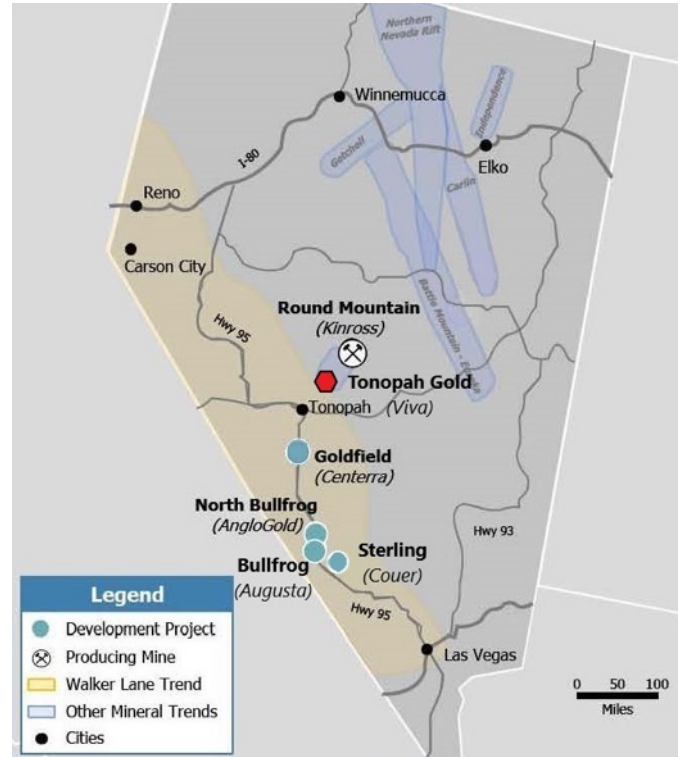 Northern
Nevada Rift
Winnemucca
Independence
Getchell
I-80
Elko
Carlin
Reno
Carson City
Battle Mountain - Eureka
Round Mountain
(Kinross)
Hwy 95
Tonopah Gold
Tonopah (Viva)
Goldfield
(Centerra)
North Bullfrog
(AngloGold)
Hwy 93
Bullfrog
(Augusta)
Sterling
(Couer)
Hwy 95
Las Vegas
Legend
Development Project
Producing Mine
Walker Lane Trend
Other Mineral Trends
Cities
0 50 100
Miles